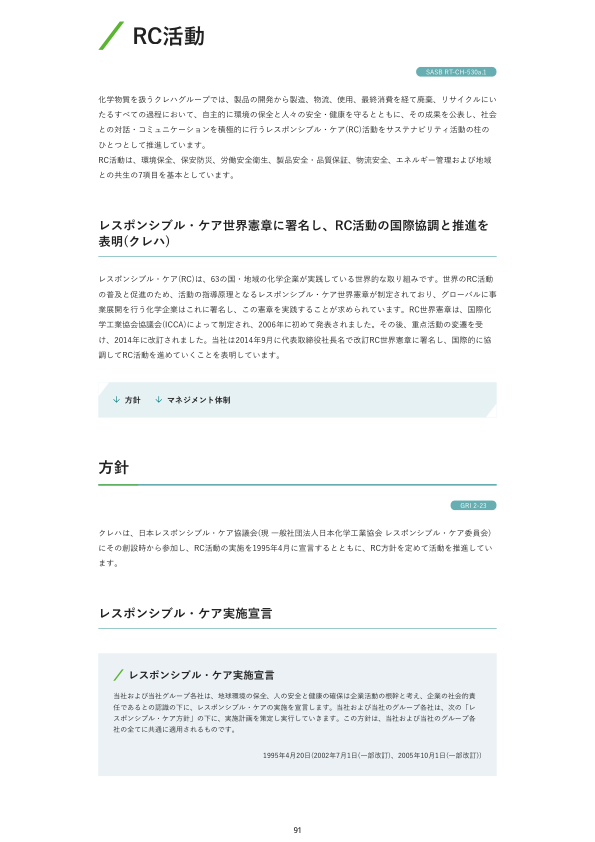 RC活動
SASB RT-CH-530a.1
化学物質を扱うクレハグループでは、製品の開発から製造、物流、使用、最終消費を経て廃棄、リサイクルにい
たるすべての過程において、自主的に環境の保全と人々の安全・健康を守るとともに、その成果を公表し、社会
との対話・コミュニケーションを積極的に行うレスポンシブル・ケア(RC)活動をサステナビリティ活動の柱の
ひとつとして推進しています。
RC活動は、環境保全、保安防災、労働安全衛生、製品安全・品質保証、物流安全、エネルギー管理および地域
との共生の7項目を基本としています。
レスポンシブル・ケア世界憲章に署名し、RC活動の国際協調と推進を
表明(クレハ)
レスポンシブル・ケア(RC)は、63の国・地域の化学企業が実践している世界的な取り組みです。世界のRC活動
の普及と促進のため、活動の指導原理となるレスポンシブル・ケア世界憲章が制定されており、グローバルに事
業展開を行う化学企業はこれに署名し、この憲章を実践することが求められています。RC世界憲章は、国際化
学工業協会協議会(ICCA)によって制定され、2006年に初めて発表されました。その後、重点活動の変遷を受
け、2014年に改訂されました。当社は2014年9月に代表取締役社長名で改訂RC世界憲章に署名し、国際的に協
調してRC活動を進めていくことを表明しています。
↓ 方針 ↓ マネジメント体制
方針
GRI 2-23
クレハは、日本レスポンシブル・ケア協議会(現 一般社団法人日本化学工業協会 レスポンシブル・ケア委員会)
にその創設時から参加し、RC活動の実施を1995年4月に宣言するとともに、RC方針を定めて活動を推進してい
ます。
レスポンシブル・ケア実施宣言
レスポンシブル・ケア実施宣言
当社および当社グループ各社は、地球環境の保全、人の安全と健康の確保は企業活動の根幹と考え、企業の社会的責
任であるとの認識の下に、レスポンシブル・ケアの実施を宣言します。当社および当社のグループ各社は、次の「レ
スポンシブル・ケア方針」の下に、実施計画を策定し実行していきます。この方針は、当社および当社のグループ各
社の全てに共通に適用されるものです。
1995年4月20日(2002年7月1日(一部改訂)、2005年10月1日(一部改訂))
91